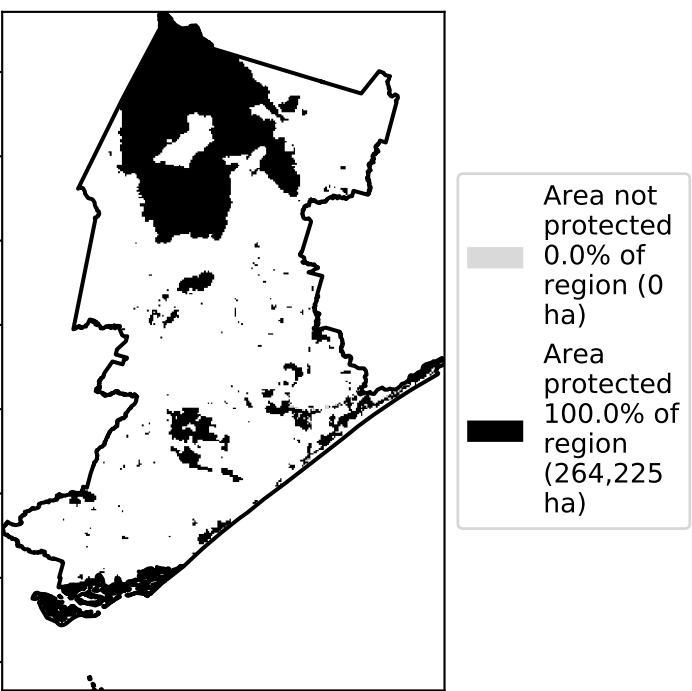 Area not
protected
0.0% of
region (0
ha)
Area
protected
100.0% of
region
(264,225
ha)